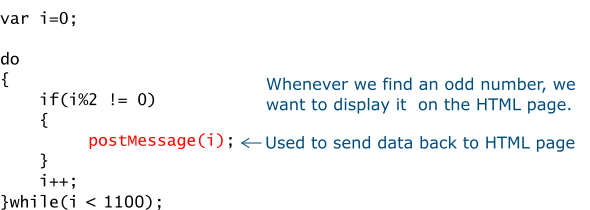 var i=0;
do
{
if(i%2 != 0)
{
postMessage(i);
}
i++;
}while(i < 1100);
Whenever we find an odd number, we
want to display it on the HTML page.
Used to send data back to HTML page